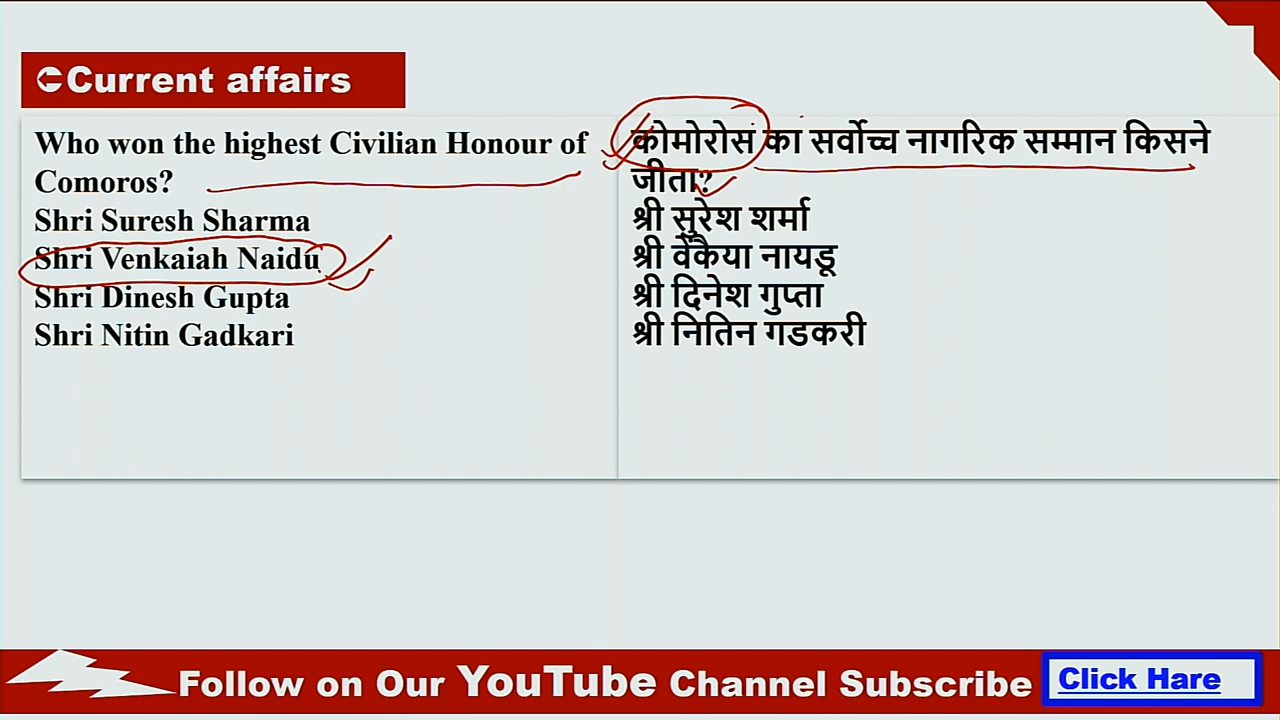 Current affairs
Who won the highest Civilian Honour of
Comoros?
Shri Suresh Sharma
Shri Venkaiah Naidu
Shri Dinesh Gupta
Shri Nitin Gadkari
कोमोरोस का सर्वोच्च नागरिक सम्मान किसने
जीता?
श्री सुरेश शर्मा
श्री वेंकैया नायडू
श्री दिनेश गुप्ता
श्री नितिन गडकरी
Follow on Our YouTube Channel Subscribe
Click Hare